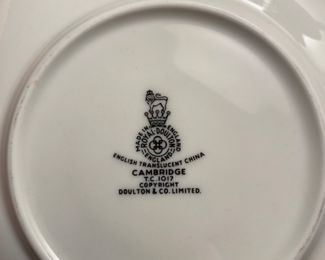 MADE IN ENGLAND
ROYAL DOULTON
ENGLAND
ENGLISH TRANSLUCENT CHINA
CAMBRIDGE
T.C. 1017
COPYRIGHT
DOULTON & CO. LIMITED.